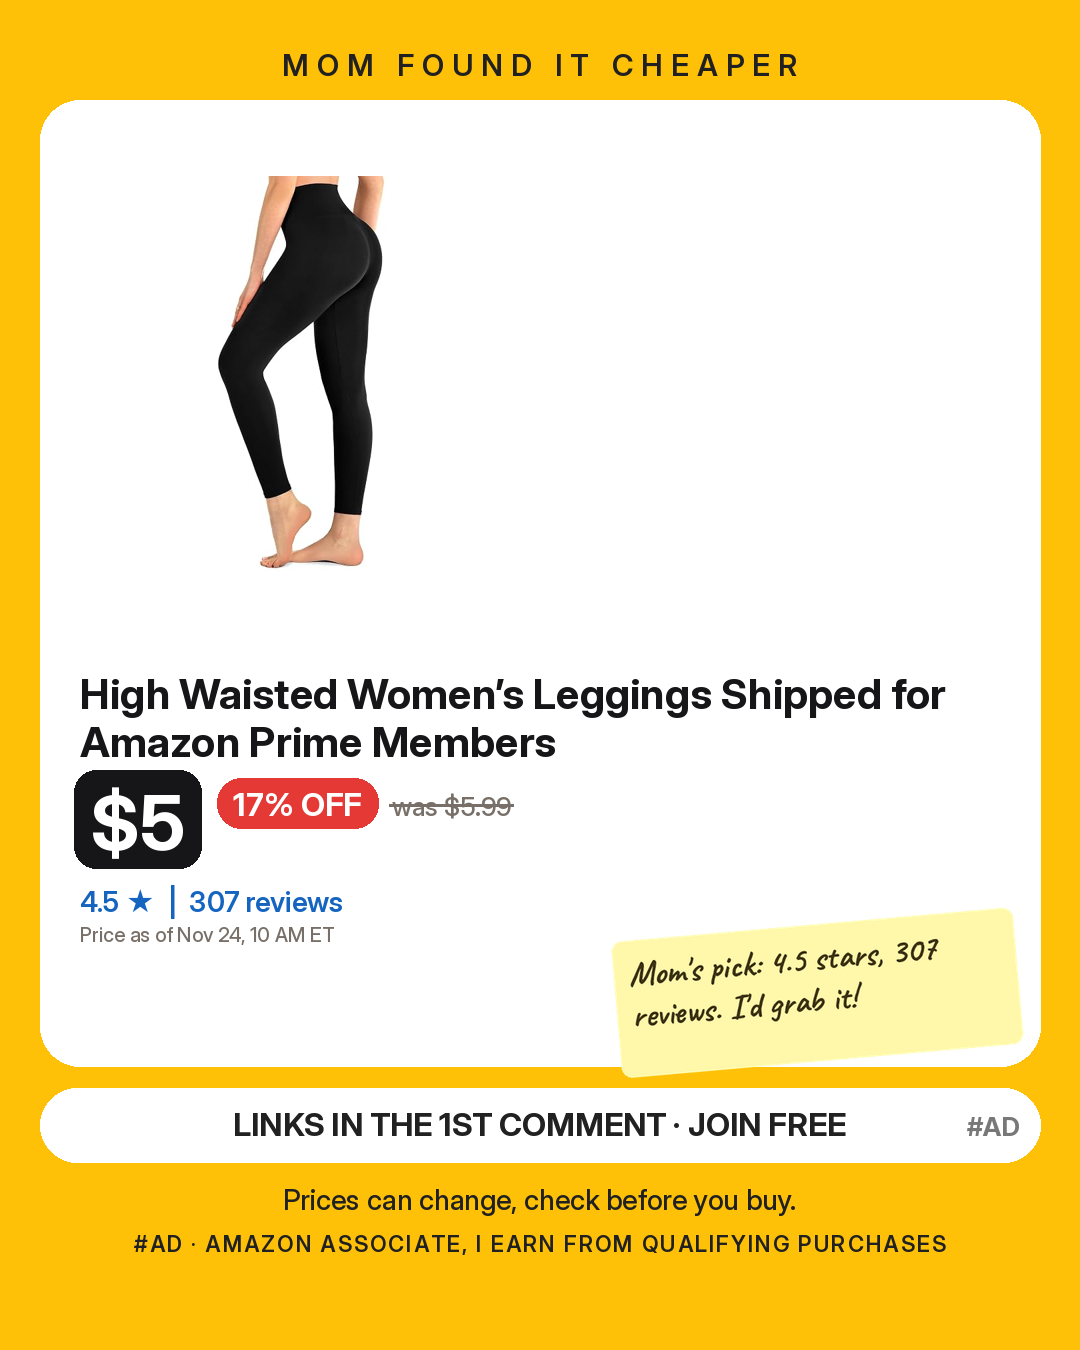 MOM FOUND IT CHEAPER
High Waisted Women’s Leggings Shipped for
Amazon Prime Members
$5
17% OFF
was $5.99
4.5 ★ | 307 reviews
Price as of Nov 24, 10 AM ET
Mom's pick: 4.5 stars, 307
reviews. I'd grab it!
LINKS IN THE 1ST COMMENT · JOIN FREE
#AD
Prices can change, check before you buy.
#AD · AMAZON ASSOCIATE, I EARN FROM QUALIFYING PURCHASES